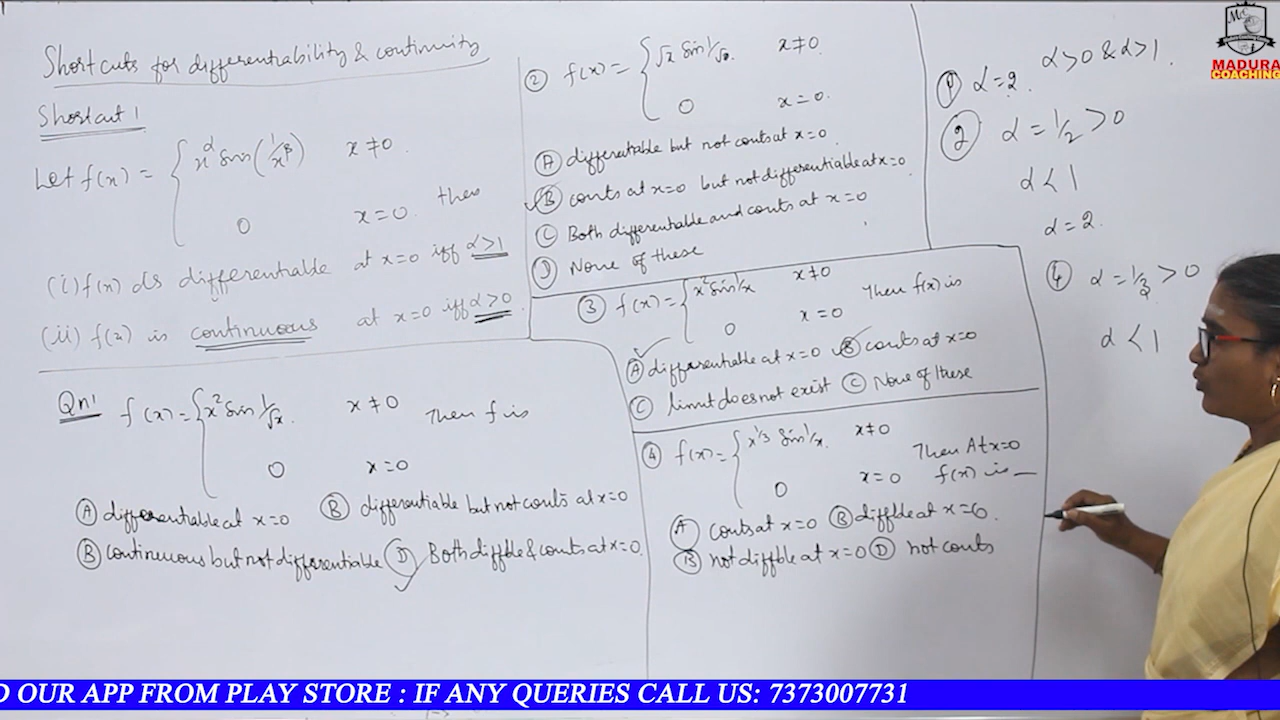 Shortcuts for differentiability & continuity
Shortcut 1
Let f(x) = { x^α sin(1/x^β) x≠0
0 x=0. then
(i) f(x) is differentiable at x=0 iff α>1
(ii) f(x) is continuous at x=0 iff α>0
Qn 1 f(x) = { x² sin 1/√x. x≠0 Then f is
0 x=0
(A) differentiable at x=0 (B) differentiable but not conts at x=0
(B) continuous but not differentiable (D) Both diffble & conts at x=0.
(2) f(x) = { √x sin 1/√x. x≠0.
0 x=0.
(A) differentiable but not conts at x=0
(B) conts at x=0 but not differentiable at x=0
(C) Both differentiable and conts at x=0
(D) None of these
(3) f(x) = { x² sin 1/x x≠0
0 x=0 Then f(x) is
(A) differentiable at x=0 (B) conts at x=0
(C) limit does not exist (C) None of these
(4) f(x) = { x^1/3 sin 1/x. x≠0
0 x=0 Then At x=0 f(x) is —
(A) conts at x=0 (B) diffble at x=0.
(B) not diffble at x=0 (D) not conts
α>0 & α>1.
(1) α=2.
(2) α = 1/2 > 0
α < 1
α=2.
(4) α = 1/3 > 0
α < 1
MADURA
COACHING
D OUR APP FROM PLAY STORE : IF ANY QUERIES CALL US: 7373007731